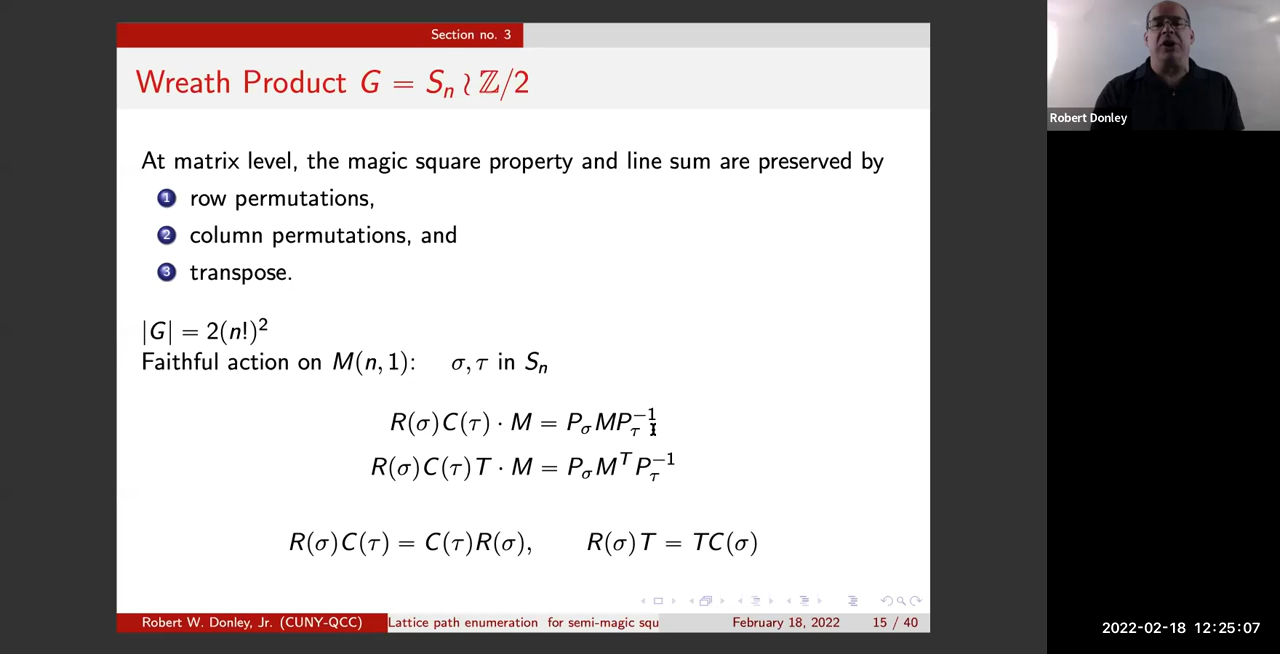 Section no. 3
Wreath Product G = Sₙ ≀ ℤ/2
At matrix level, the magic square property and line sum are preserved by
1 row permutations,
2 column permutations, and
3 transpose.
|G| = 2(n!)²
Faithful action on M(n, 1): σ, τ in Sₙ
R(σ)C(τ) · M = P_σ M P_τ^{-1}
R(σ)C(τ)T · M = P_σ M^T P_τ^{-1}
R(σ)C(τ) = C(τ)R(σ), R(σ)T = TC(σ)
Robert W. Donley, Jr. (CUNY-QCC) Lattice path enumeration for semi-magic squ February 18, 2022 15 / 40
Robert Donley
2022-02-18 12:25:07